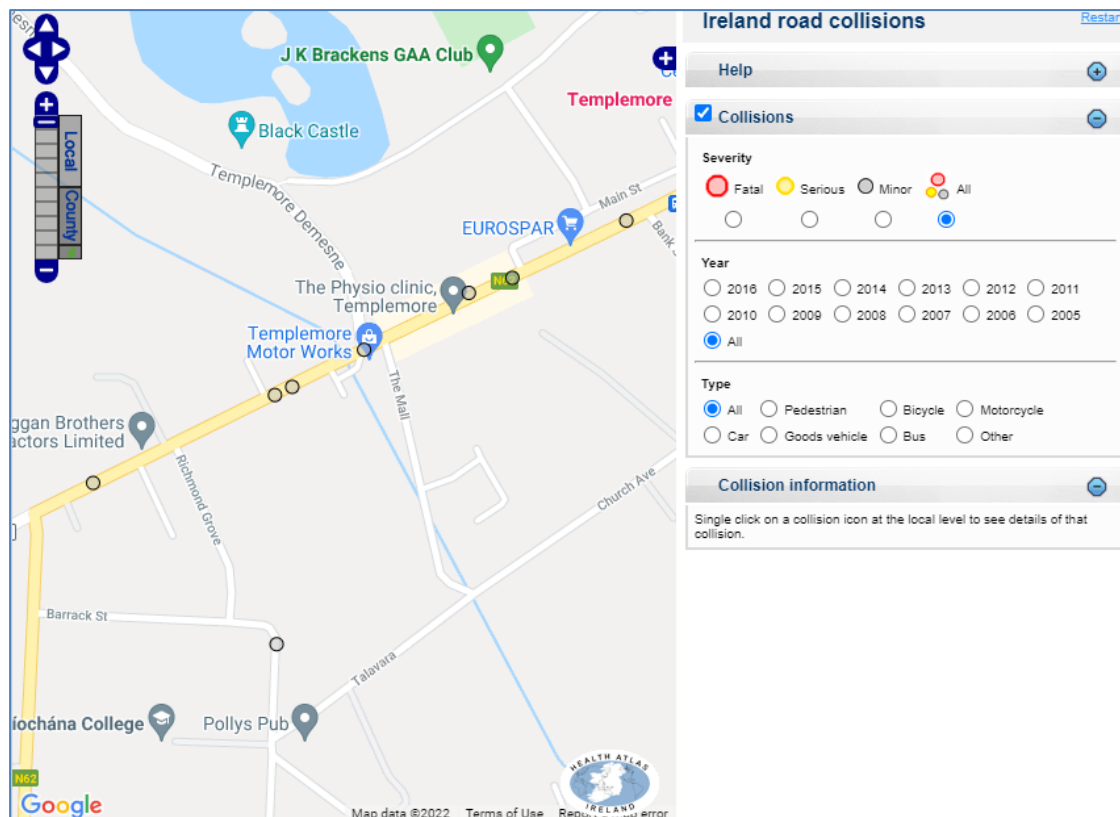 Ireland road collisions
Help
Collisions
Severity
Fatal Serious Minor All
Year
2016 2015 2014 2013 2012 2011
2010 2009 2008 2007 2006 2005
All
Type
All Pedestrian Bicycle Motorcycle
Car Goods vehicle Bus Other
Collision information
Single click on a collision icon at the local level to see details of that
collision.
J K Brackens GAA Club
Templemore
Black Castle
Local
County
Templemore Demesne
Main St
EUROSPAR
The Physio clinic,
Templemore
Templemore
Motor Works
The Mall
Brothers
Limited
Richmond Grove
Church Ave
Barrack St
Talavara
College
Pollys Pub
N62
Google
HEALTH ATLAS
IRELAND
Map data ©2022 Terms of Use error